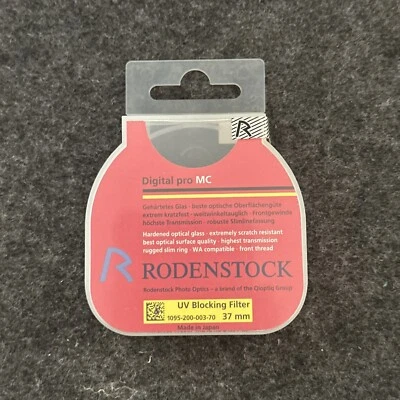 R
Digital pro MC
Gehärtetes Glas - beste optische Oberflächengüte
extrem kratzfest - weitwinkeltauglich - Frontgewinde
höchste Transmission - robuste Slimlinefassung
Hardened optical glass - extremely scratch resistant
best optical surface quality - highest transmission
rugged slim ring - WA compatible - front thread
R RODENSTOCK
Rodenstock Photo Optics - a brand of the Qioptiq Group
UV Blocking Filter
1095-200-003-70 37 mm
Made in Japan